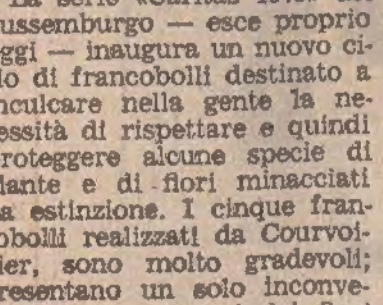 ussemburgo — esce proprio
ggi — inaugura un nuovo ci-
lo di francobolli destinato a
nculcare nella gente la ne-
essità di rispettare e quindi
roteggere alcune specie di
lante e di fiori minacciati
a estinzione. I cinque fran-
obolli realizzati da Courvoi-
ier, sono molto gradevoli;
resentano un solo inconve-